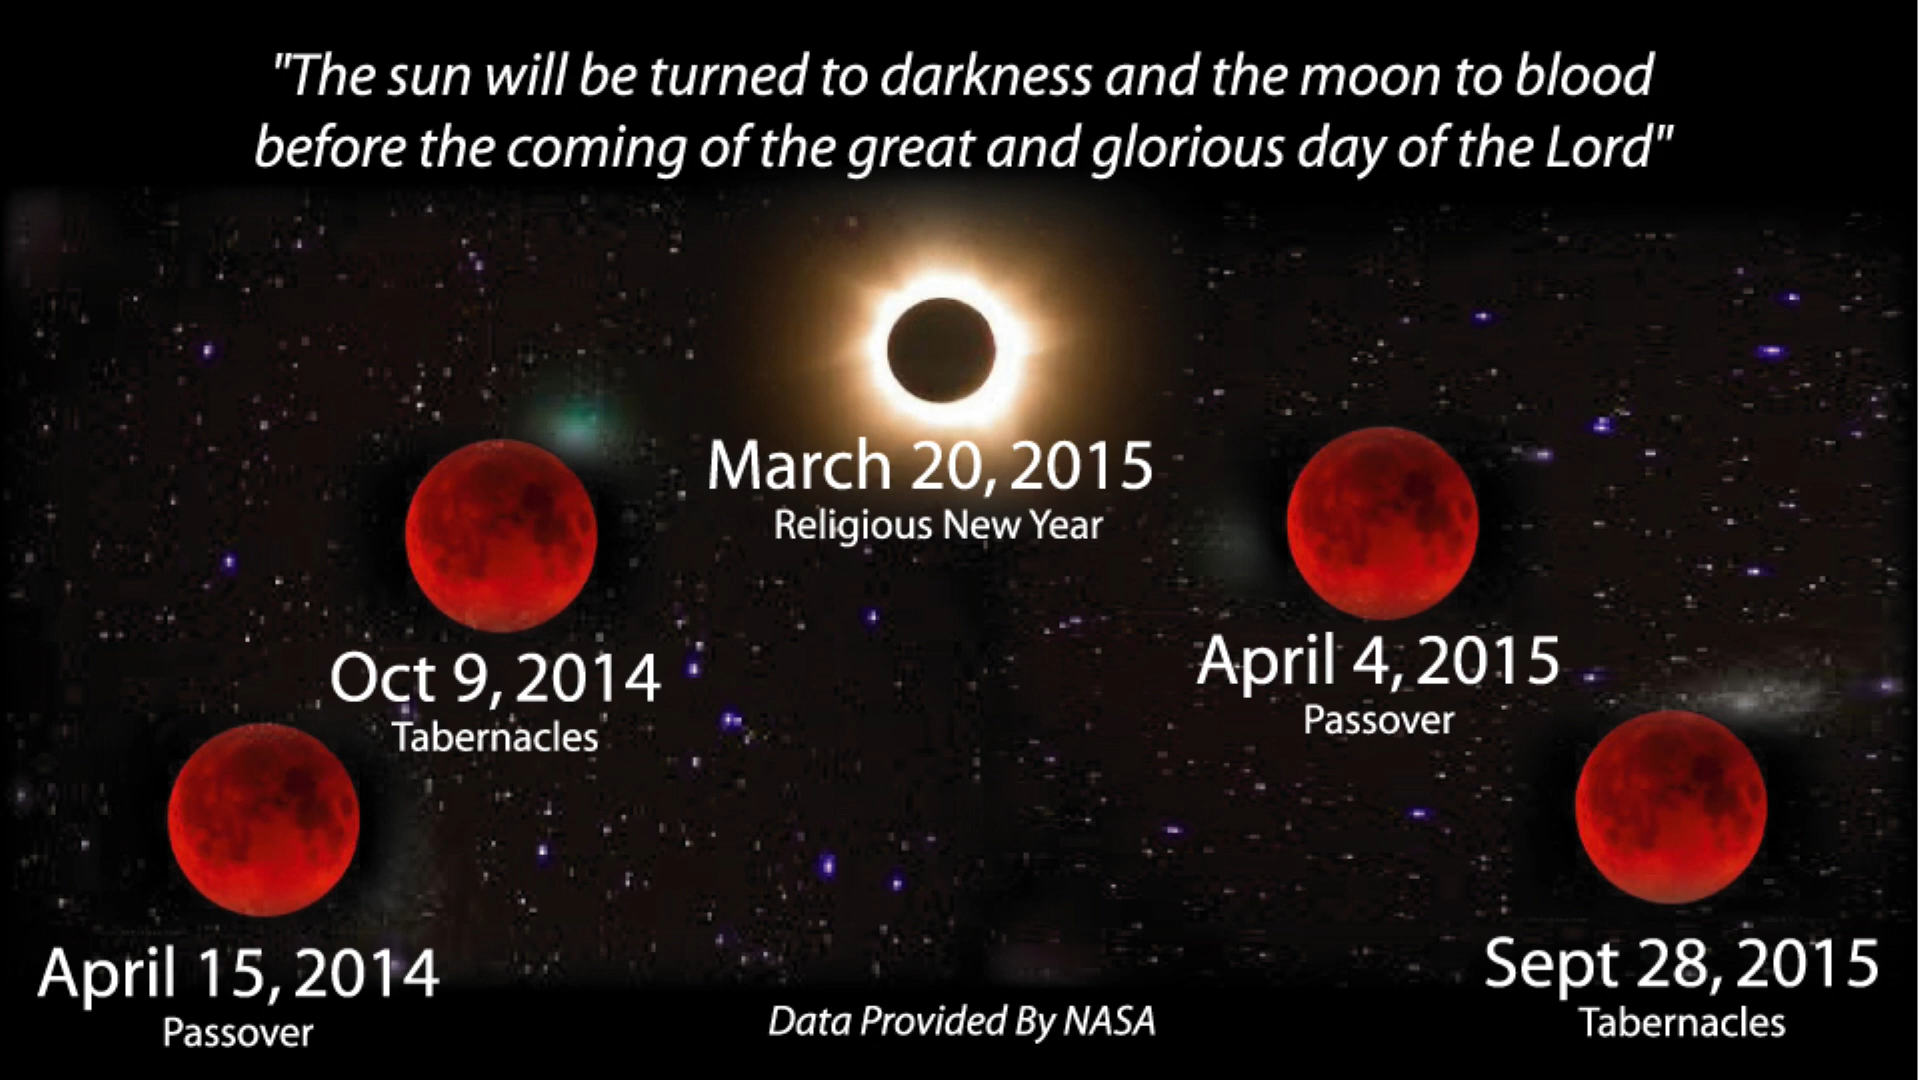 "The sun will be turned to darkness and the moon to blood
before the coming of the great and glorious day of the Lord"
March 20, 2015
Religious New Year
Oct 9, 2014
Tabernacles
April 4, 2015
Passover
April 15, 2014
Passover
Sept 28, 2015
Tabernacles
Data Provided By NASA